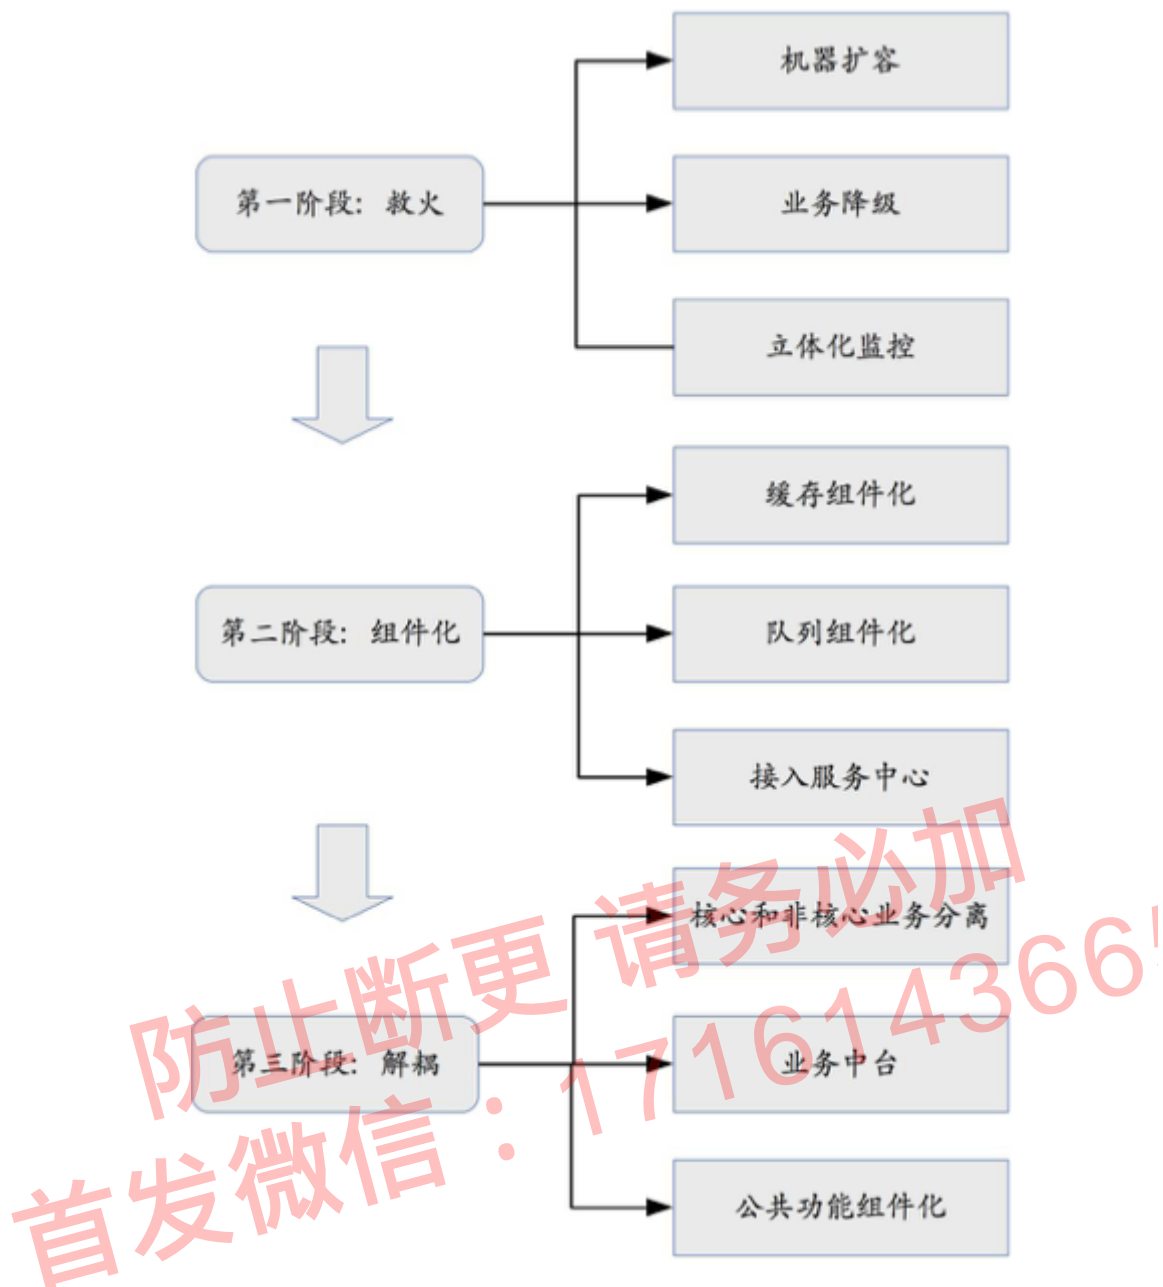 机器扩容
第一阶段：救火
业务降级
立体化监控
缓存组件化
第二阶段：组件化
队列组件化
接入服务中心
核心和非核心业务分离
第三阶段：解耦
业务中台
公共功能组件化
防止断更 请务必加
首发微信：171614366